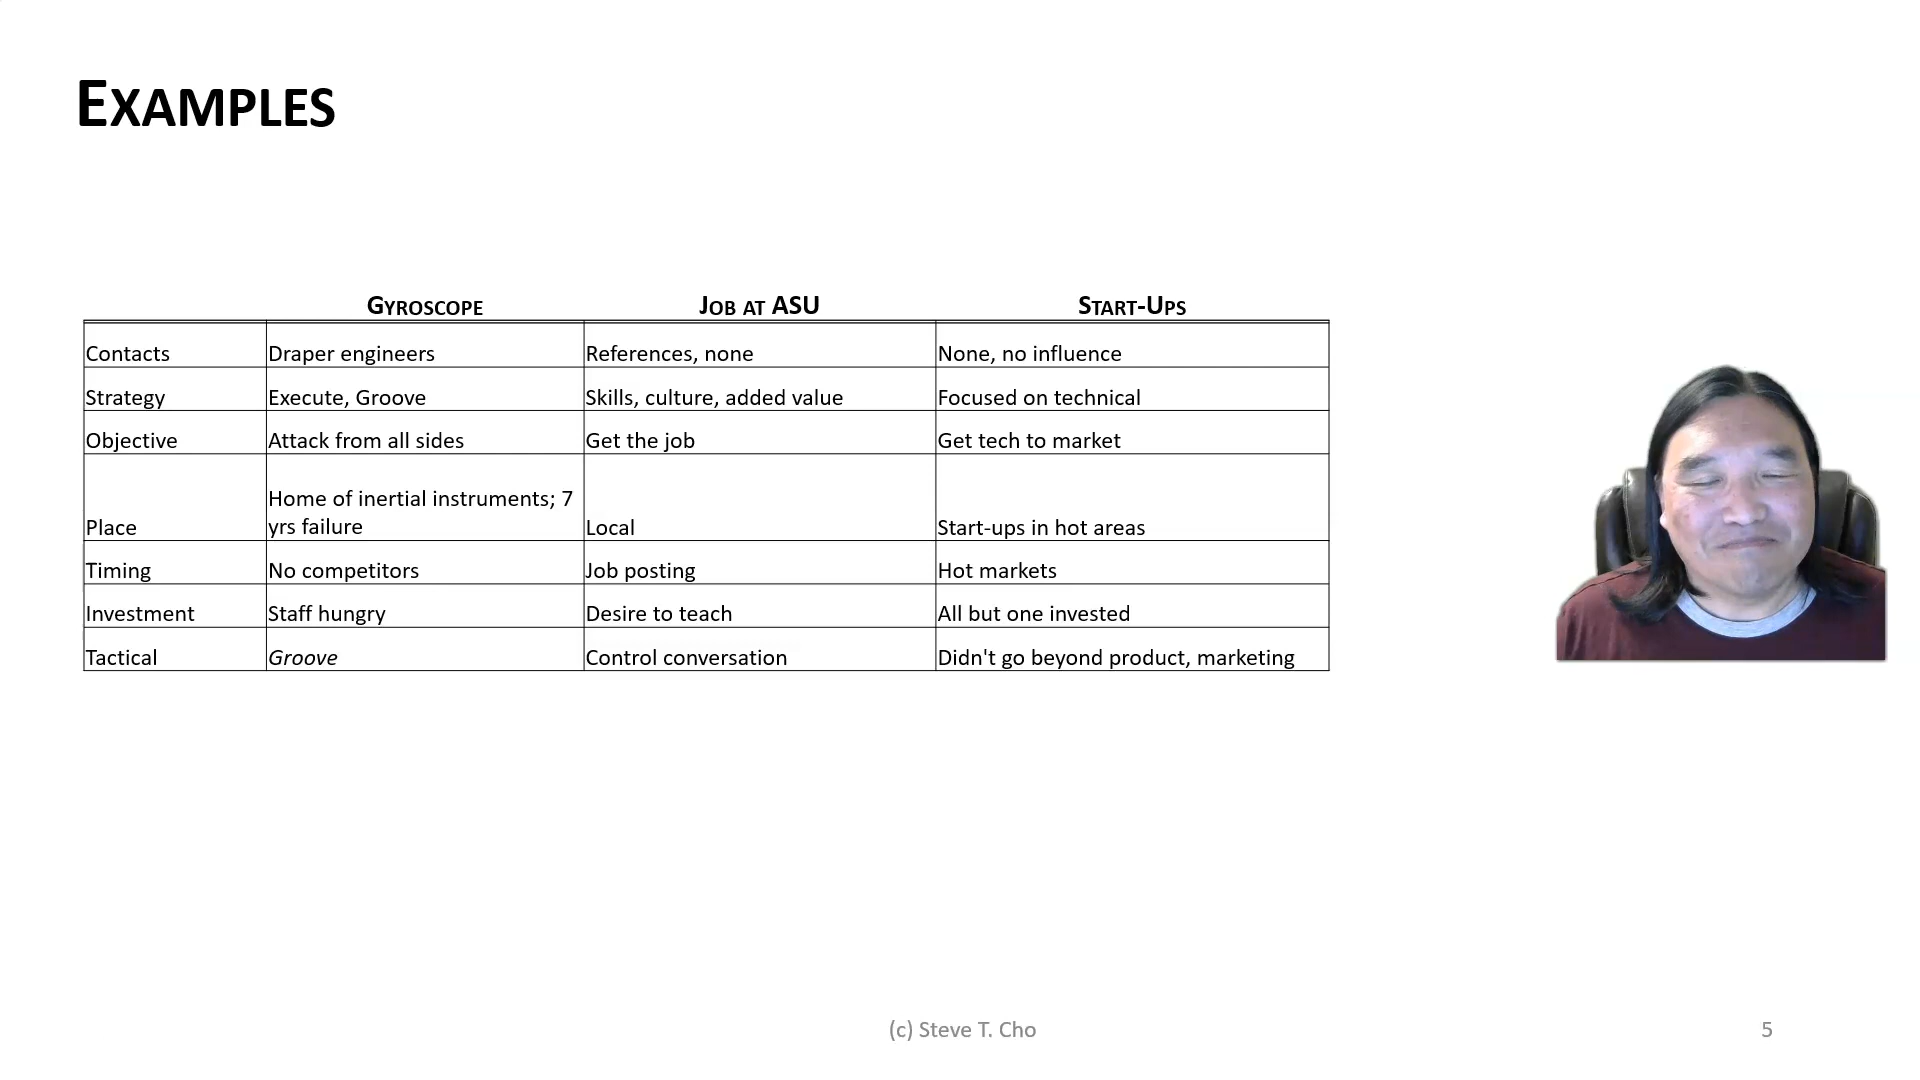 EXAMPLES
GYROSCOPE JOB AT ASU START-UPS
Contacts Draper engineers References, none None, no influence
Strategy Execute, Groove Skills, culture, added value Focused on technical
Objective Attack from all sides Get the job Get tech to market
Place Home of inertial instruments; 7 yrs failure Local Start-ups in hot areas
Timing No competitors Job posting Hot markets
Investment Staff hungry Desire to teach All but one invested
Tactical Groove Control conversation Didn't go beyond product, marketing
(c) Steve T. Cho 5